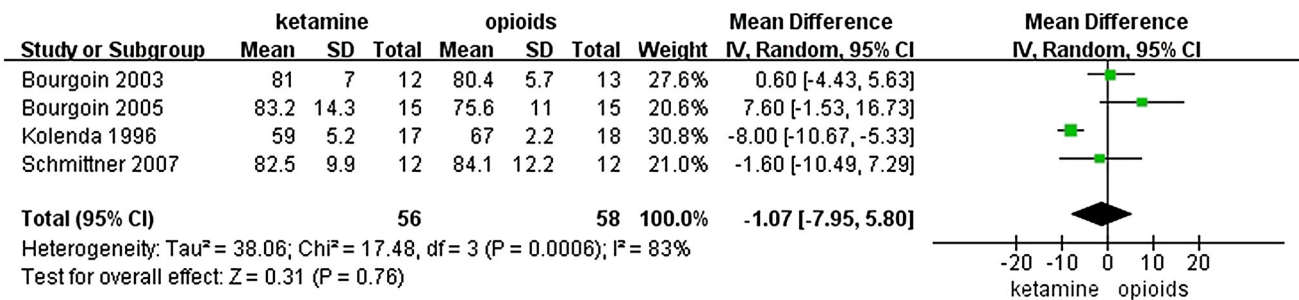 ketamine opioids Mean Difference Mean Difference
Study or Subgroup Mean SD Total Mean SD Total Weight IV, Random, 95% CI IV, Random, 95% CI
Bourgoin 2003 81 7 12 80.4 5.7 13 27.6% 0.60 [-4.43, 5.63]
Bourgoin 2005 83.2 14.3 15 75.6 11 15 20.6% 7.60 [-1.53, 16.73]
Kolenda 1996 59 5.2 17 67 2.2 18 30.8% -8.00 [-10.67, -5.33]
Schmittner 2007 82.5 9.9 12 84.1 12.2 12 21.0% -1.60 [-10.49, 7.29]
Total (95% CI) 56 58 100.0% -1.07 [-7.95, 5.80]
Heterogeneity: Tau² = 38.06; Chi² = 17.48, df = 3 (P = 0.0006); I² = 83%
Test for overall effect: Z = 0.31 (P = 0.76)
-20 -10 0 10 20
ketamine opioids